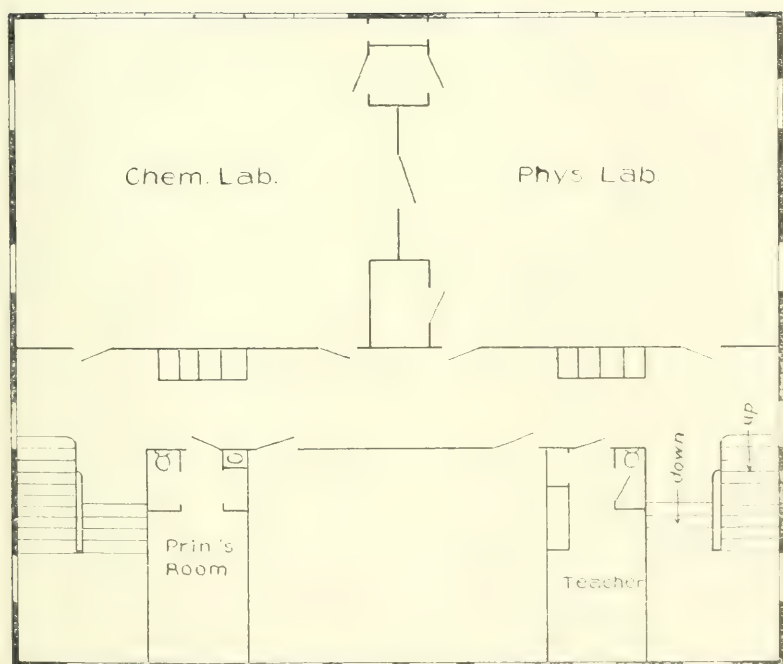 Chem. Lab.
Phys. Lab.
up
down
Prin's
Room
Teacher